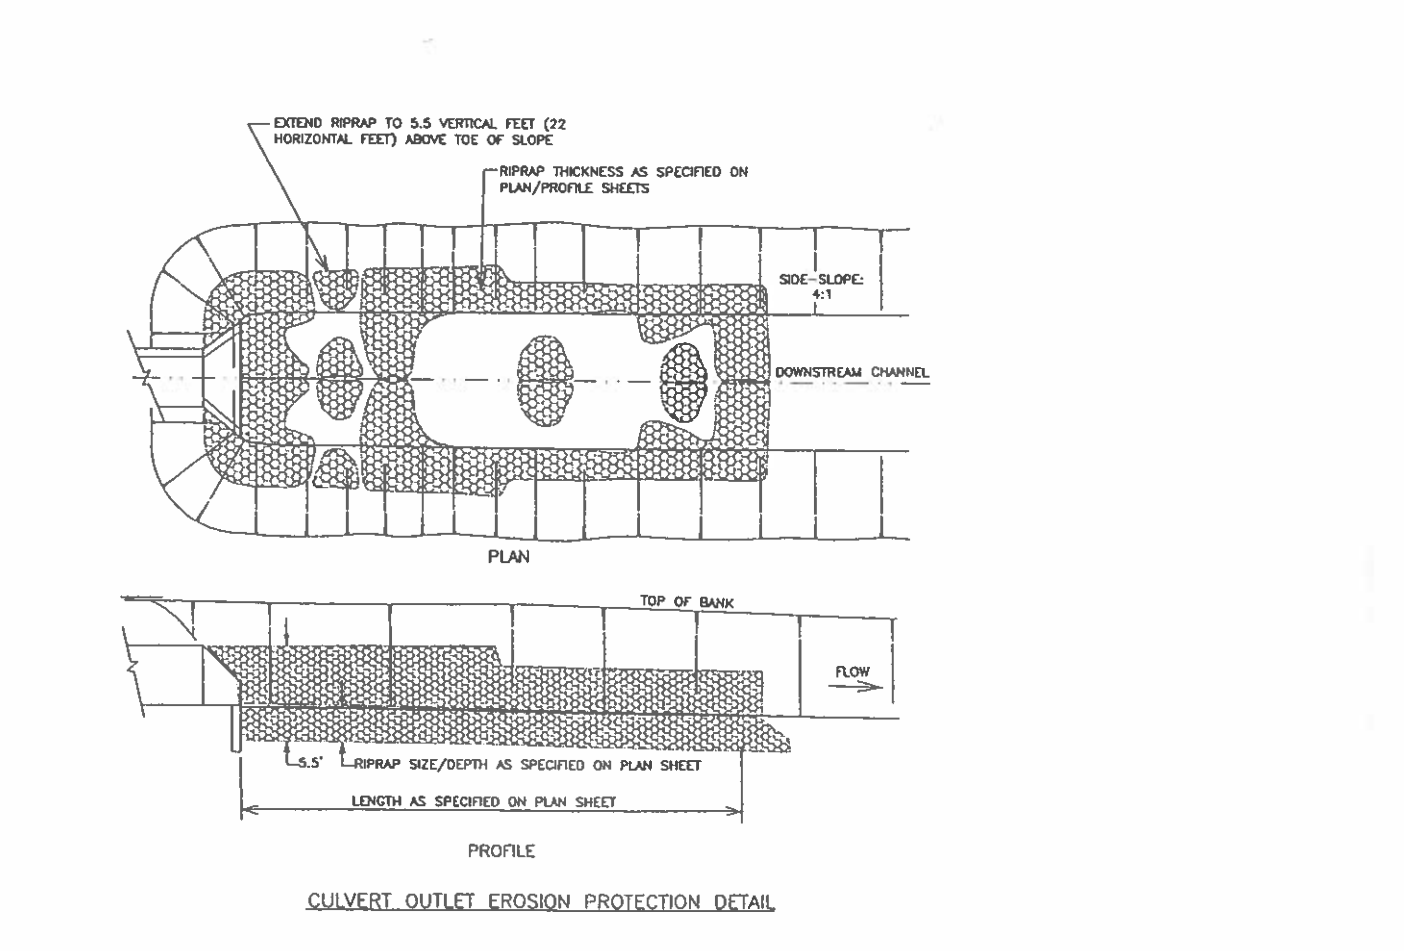 EXTEND RIPRAP TO 5.5 VERTICAL FEET (22
HORIZONTAL FEET) ABOVE TOE OF SLOPE
RIPRAP THICKNESS AS SPECIFIED ON
PLAN/PROFILE SHEETS
SIDE-SLOPE:
4:1
DOWNSTREAM CHANNEL
PLAN
TOP OF BANK
FLOW
5.5'
RIPRAP SIZE/DEPTH AS SPECIFIED ON PLAN SHEET
LENGTH AS SPECIFIED ON PLAN SHEET
PROFILE
CULVERT OUTLET EROSION PROTECTION DETAIL